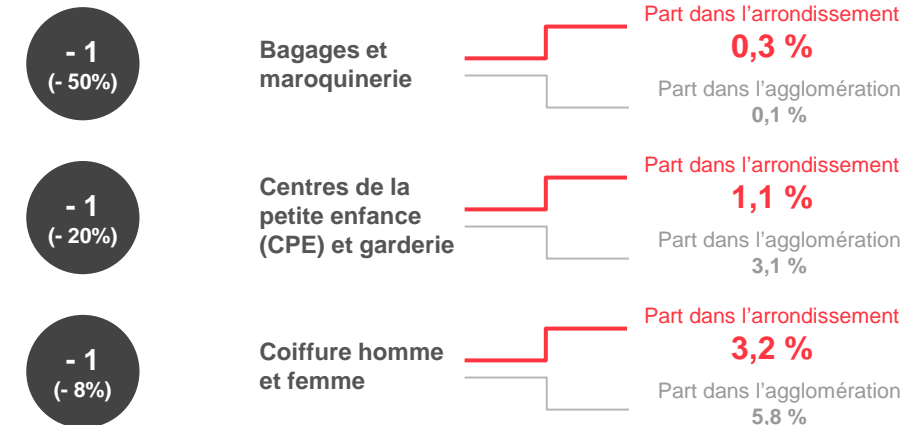 - 1
(- 50%)
Bagages et
maroquinerie
Part dans l'arrondissement
0,3 %
Part dans l'agglomération
0,1 %
- 1
(- 20%)
Centres de la
petite enfance
(CPE) et garderie
Part dans l'arrondissement
1,1 %
Part dans l'agglomération
3,1 %
- 1
(- 8%)
Coiffure homme
et femme
Part dans l'arrondissement
3,2 %
Part dans l'agglomération
5,8 %